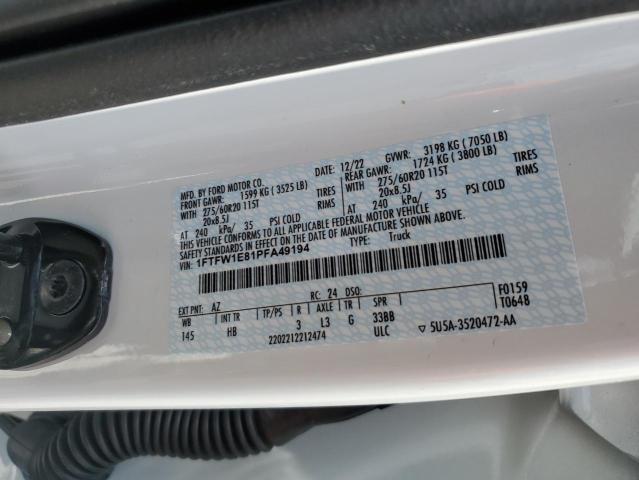 MFD. BY FORD MOTOR CO. DATE: 12/22 GVWR: 3198 KG ( 7050 LB)
FRONT GAWR: 1599 KG ( 3525 LB) REAR GAWR: 1724 KG ( 3800 LB)
WITH 275/60R20 115T TIRES WITH 275/60R20 115T TIRES
20x8.5J RIMS 20x8.5J RIMS
AT 240 kPa/ 35 PSI COLD AT 240 kPa/ 35 PSI COLD
THIS VEHICLE CONFORMS TO ALL APPLICABLE FEDERAL MOTOR VEHICLE
SAFETY STANDARDS IN EFFECT ON THE DATE OF MANUFACTURE SHOWN ABOVE.
VIN: 1FTFW1E81PFA49194 TYPE: Truck
F0159
T0648
EXT PNT: AZ RC: 24 DSO:
WB INT TR TP/PS R AXLE TR SPR
145 HB 3 L3 G 33BB
2202212212474 ULC ▽ 5U5A-3520472-AA